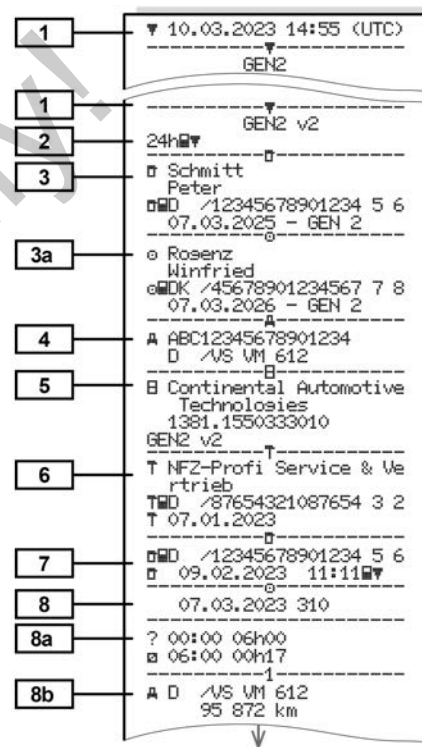 1 ▼ 10.03.2023 14:55 (UTC)
--------------▼--------------
GEN2
1 --------------▼--------------
GEN2 v2
2 24h▼
3 Schmitt
Peter
D /12345678901234 5 6
07.03.2025 - GEN 2
3a Rogenz
Winfried
DK /45678901234567 7 8
07.03.2026 - GEN 2
4 A ABC12345678901234
D /VS VM 612
5 Continental Automotive
Technologies
1381.1550333010
GEN2 v2
6 T NFZ-Profi Service & Ve
rtrieb
TD /87654321087654 3 2
T 07.01.2023
7 D /12345678901234 5 6
09.02.2023 11:11▼
8 07.03.2023 310
8a ? 00:00 06h00
06:00 00h17
--------------1--------------
8b A D /VS VM 612
95 872 km
y!